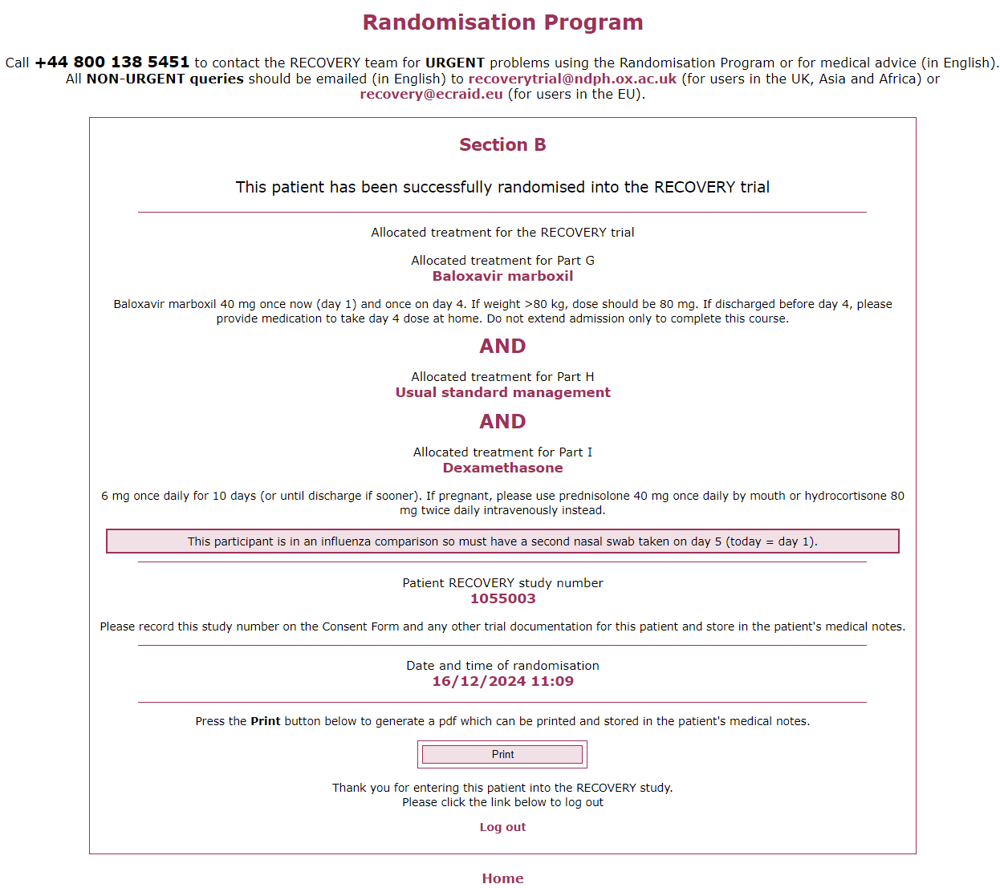 Randomisation Program
Call +44 800 138 5451 to contact the RECOVERY team for URGENT problems using the Randomisation Program or for medical advice (in English).
All NON-URGENT queries should be emailed (in English) to recoverytrial@ndph.ox.ac.uk (for users in the UK, Asia and Africa) or
recovery@ecraid.eu (for users in the EU).
Section B
This patient has been successfully randomised into the RECOVERY trial
Allocated treatment for the RECOVERY trial
Allocated treatment for Part G
Baloxavir marboxil
Baloxavir marboxil 40 mg once now (day 1) and once on day 4. If weight >80 kg, dose should be 80 mg. If discharged before day 4, please
provide medication to take day 4 dose at home. Do not extend admission only to complete this course.
AND
Allocated treatment for Part H
Usual standard management
AND
Allocated treatment for Part I
Dexamethasone
6 mg once daily for 10 days (or until discharge if sooner). If pregnant, please use prednisolone 40 mg once daily by mouth or hydrocortisone 80
mg twice daily intravenously instead.
This participant is in an influenza comparison so must have a second nasal swab taken on day 5 (today = day 1).
Patient RECOVERY study number
1055003
Please record this study number on the Consent Form and any other trial documentation for this patient and store in the patient's medical notes.
Date and time of randomisation
16/12/2024 11:09
Press the Print button below to generate a pdf which can be printed and stored in the patient's medical notes.
Print
Thank you for entering this patient into the RECOVERY study.
Please click the link below to log out
Log out
Home